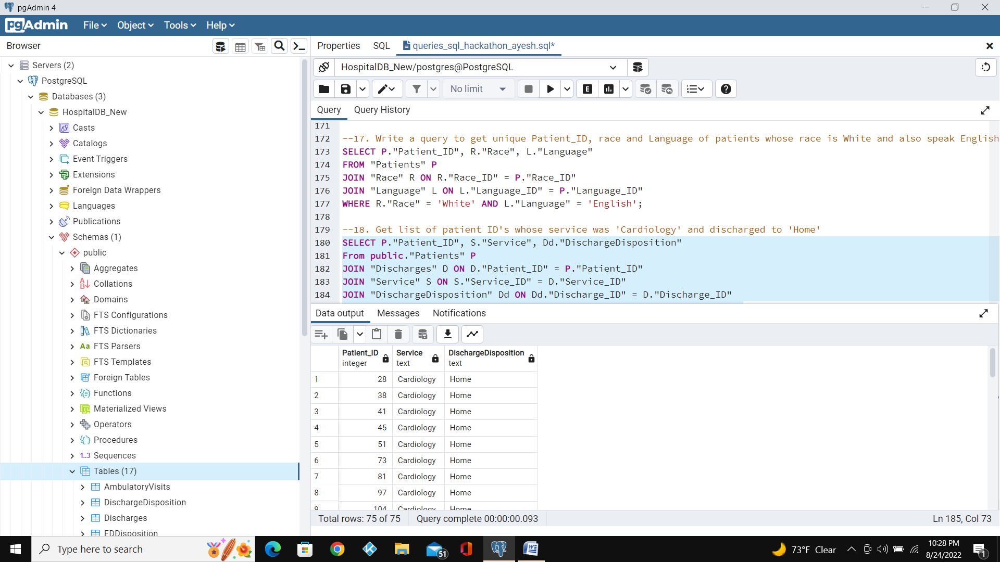 pgAdmin 4
pgAdmin File Object Tools Help
Browser
Properties SQL queries_sql_hackathon_ayesh.sql*
Servers (2)
PostgreSQL
Databases (3)
HospitalDB_New
Casts
Catalogs
Event Triggers
Extensions
Foreign Data Wrappers
Languages
Publications
Schemas (1)
public
Aggregates
Collations
Domains
FTS Configurations
FTS Dictionaries
Aa FTS Parsers
FTS Templates
Foreign Tables
Functions
Materialized Views
Operators
Procedures
1..3 Sequences
Tables (17)
AmbulatoryVisits
DischargeDisposition
Discharges
EDDisposition
HospitalDB_New/postgres@PostgreSQL
No limit
E
Query Query History
171
172 --17. Write a query to get unique Patient_ID, race and Language of patients whose race is White and also speak English
173 SELECT P."Patient_ID", R."Race", L."Language"
174 FROM "Patients" P
175 JOIN "Race" R ON R."Race_ID" = P."Race_ID"
176 JOIN "Language" L ON L."Language_ID" = P."Language_ID"
177 WHERE R."Race" = 'White' AND L."Language" = 'English';
178
179 --18. Get list of patient ID's whose service was 'Cardiology' and discharged to 'Home'
180 SELECT P."Patient_ID", S."Service", Dd."DischargeDisposition"
181 From public."Patients" P
182 JOIN "Discharges" D ON D."Patient_ID" = P."Patient_ID"
183 JOIN "Service" S ON S."Service_ID" = D."Service_ID"
184 JOIN "DischargeDisposition" Dd ON Dd."Discharge_ID" = D."Discharge_ID"
Data output Messages Notifications
Patient_ID Service DischargeDisposition
integer text text
1 28 Cardiology Home
2 38 Cardiology Home
3 41 Cardiology Home
4 45 Cardiology Home
5 51 Cardiology Home
6 73 Cardiology Home
7 81 Cardiology Home
8 97 Cardiology Home
9 104 Cardiology Home
Total rows: 75 of 75 Query complete 00:00:00.093 Ln 185, Col 73
Type here to search 51 73°F Clear 10:28 PM
8/24/2022 1